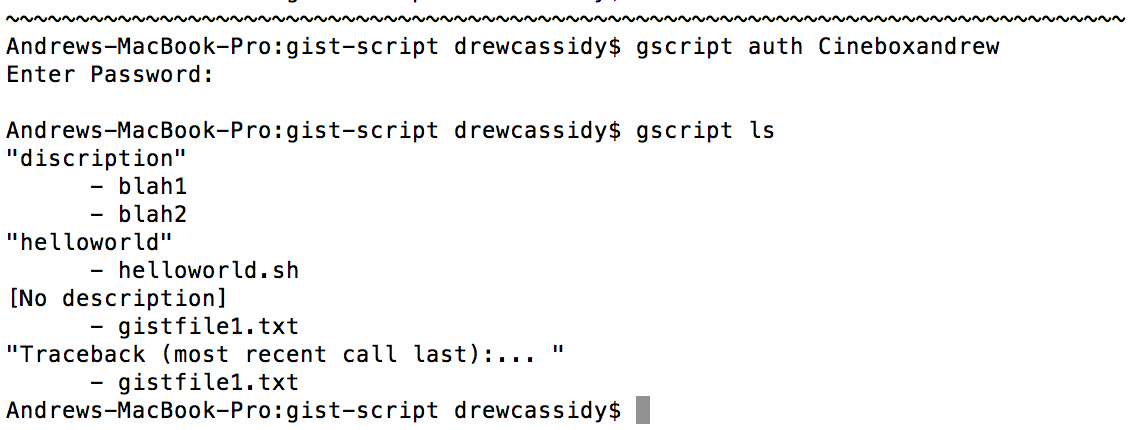 ~~~~~~~~~~~~~~~~~~~~~~~~~~~~~~~~~~~~~~~~~~~~~~~~~~~~~~~~~~~~~~~~~~~~~~~~~~~~~~~~
Andrews-MacBook-Pro:gist-script drewcassidy$ gscript auth Cineboxandrew
Enter Password:
Andrews-MacBook-Pro:gist-script drewcassidy$ gscript ls
"discription"
- blah1
- blah2
"helloworld"
- helloworld.sh
[No description]
- gistfile1.txt
"Traceback (most recent call last):... "
- gistfile1.txt
Andrews-MacBook-Pro:gist-script drewcassidy$